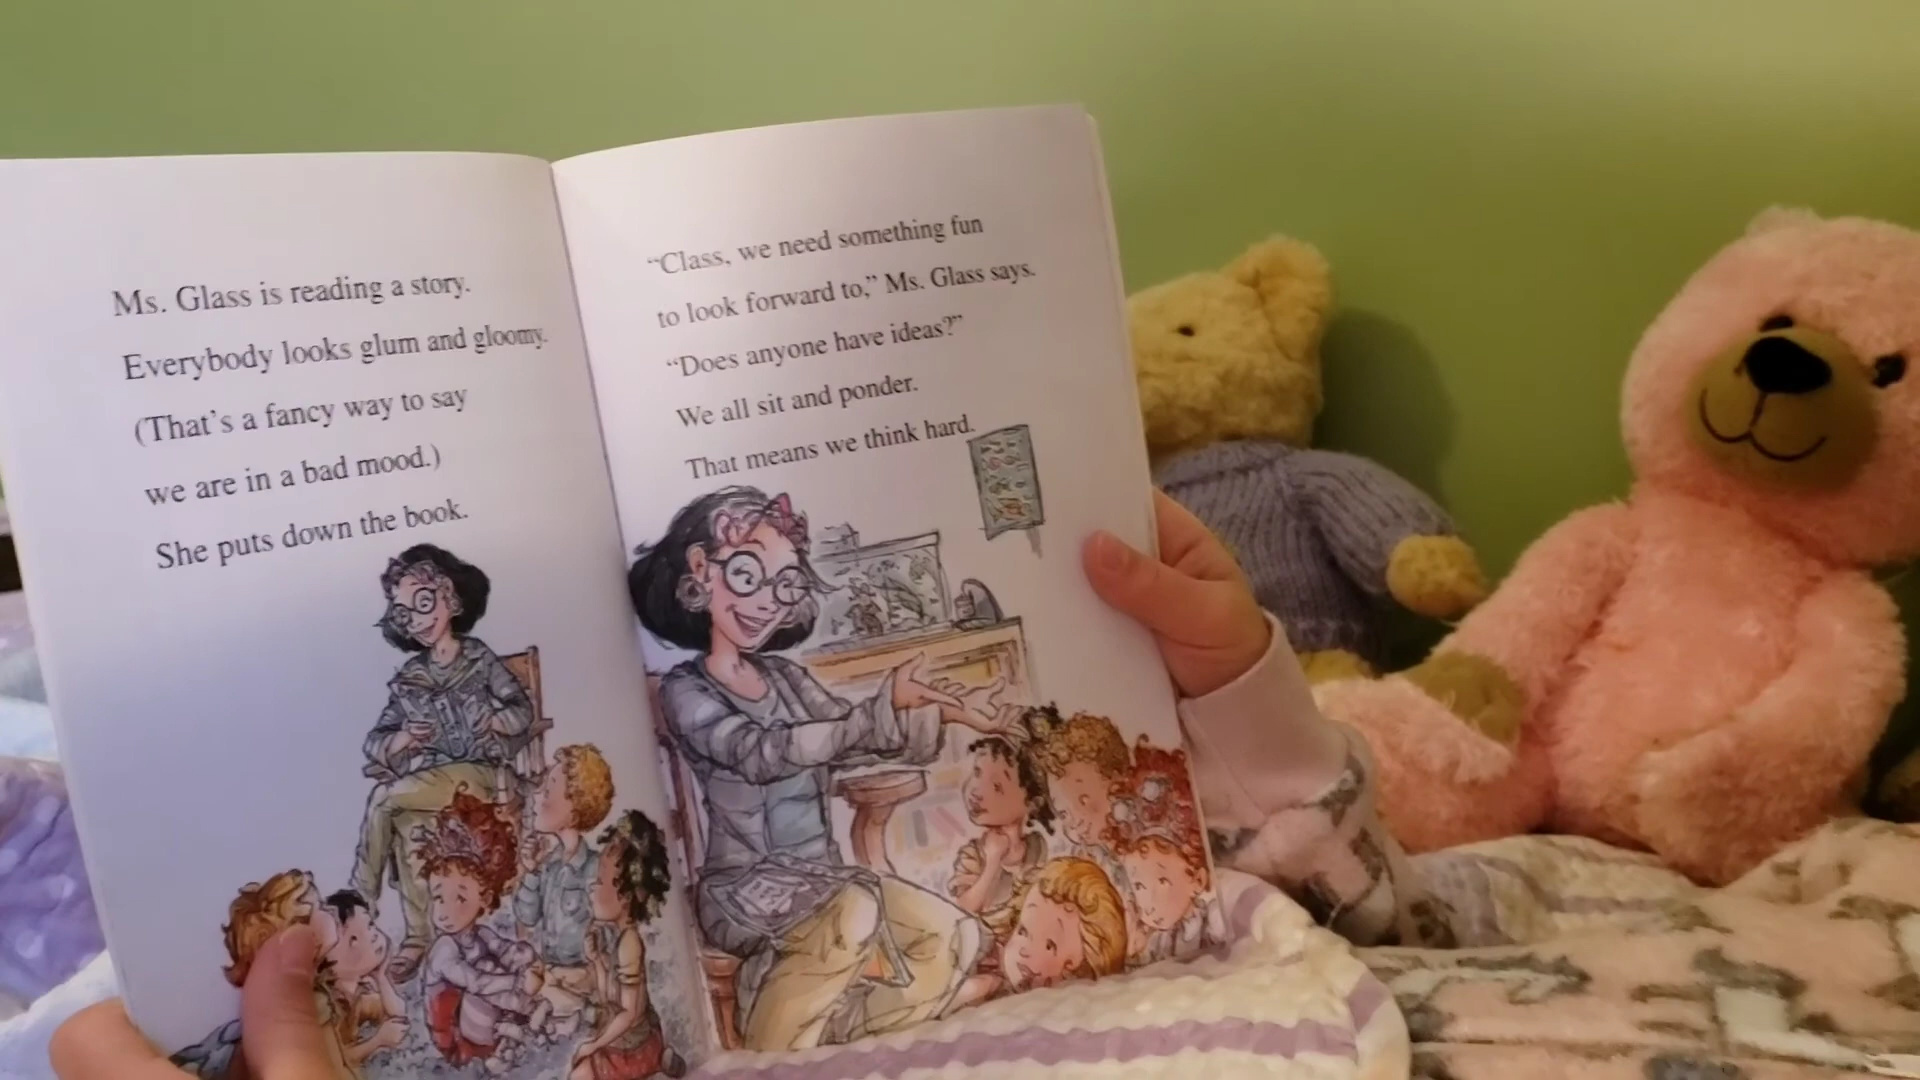 Ms. Glass is reading a story.
Everybody looks glum and gloomy.
(That's a fancy way to say
we are in a bad mood.)
She puts down the book.
“Class, we need something fun
to look forward to,” Ms. Glass says.
“Does anyone have ideas?”
We all sit and ponder.
That means we think hard.